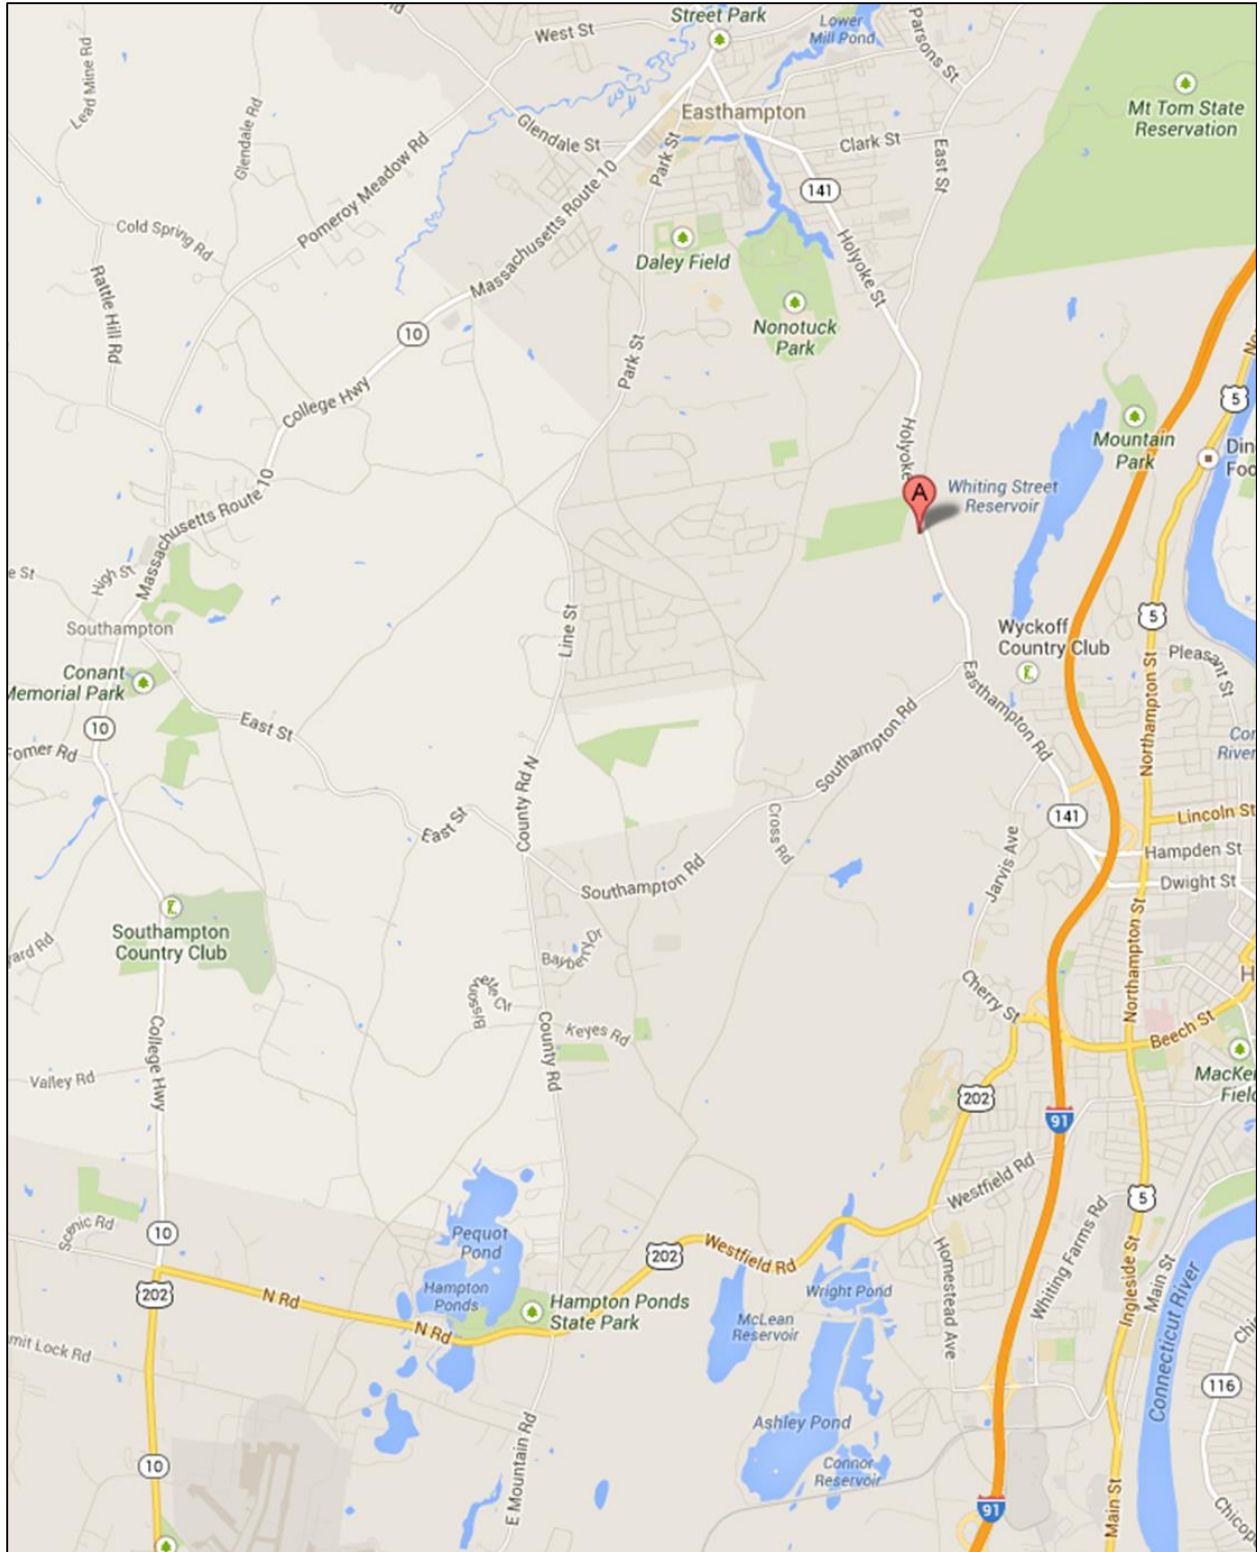 Street Park
West St
Lower
Mill Pond
Parsons St
Lead Mine Rd
Glendale Rd
Mt Tom State
Reservation
Easthampton
Glendale St
Clark St
Park St
East St
Pomeroy Meadow Rd
Massachusetts Route 10
141
Cold Spring Rd
Daley Field
Holyoke St
Rattle Hill Rd
Nonotuck
Park
10
Park St
College Hwy
5
Holyoke
Mountain
Park
Massachusetts Route 10
A
Whiting Street
Reservoir
High St
e St
Southampton
Line St
Wyckoff
Country Club
5
Pleasant St
Conant
Memorial Park
Easthampton Rd
Northampton St
10
East St
Southampton Rd
Fomer Rd
County Rd N
East St
Cross Rd
141
Lincoln St
Hampden St
Jarvis Ave
Dwight St
Southampton Rd
Southampton
Country Club
Bayberry Dr
Northampton St
H
Cherry St
Keyes Rd
County Rd
Beech St
College Hwy
Valley Rd
202
91
Westfield Rd
Scenic Rd
10
Pequot
Pond
202
Westfield Rd
5
Whiting Farms Rd
Homestead Ave
Ingleside St
Main St
202
N Rd
Hampton
Ponds
Hampton Ponds
State Park
Wright Pond
McLean
Reservoir
N Rd
Connecticut River
116
Ashley Pond
Connor
Reservoir
10
E Mountain Rd
91
Main St